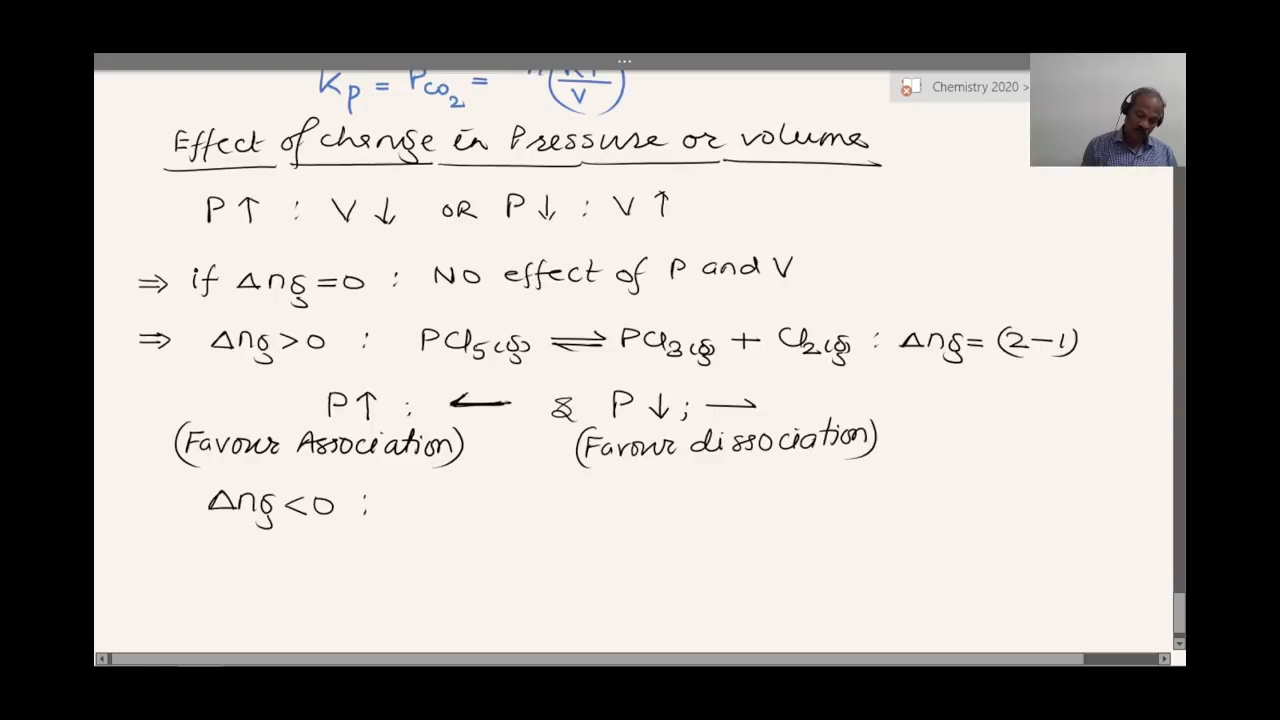 Kp = PCO2 = n(RT/V)
Chemistry 2020 >
Effect of change in Pressure or volume
P↑ : V↓ OR P↓ : V↑
⇒ if Δng=0 : NO effect of P and V
⇒ Δng>0 : PCl5(g) ⇌ PCl3(g) + Cl2(g) : Δng = (2-1)
P↑ : ← & P↓ ; →
(Favour Association) (Favour dissociation)
Δng<0 :